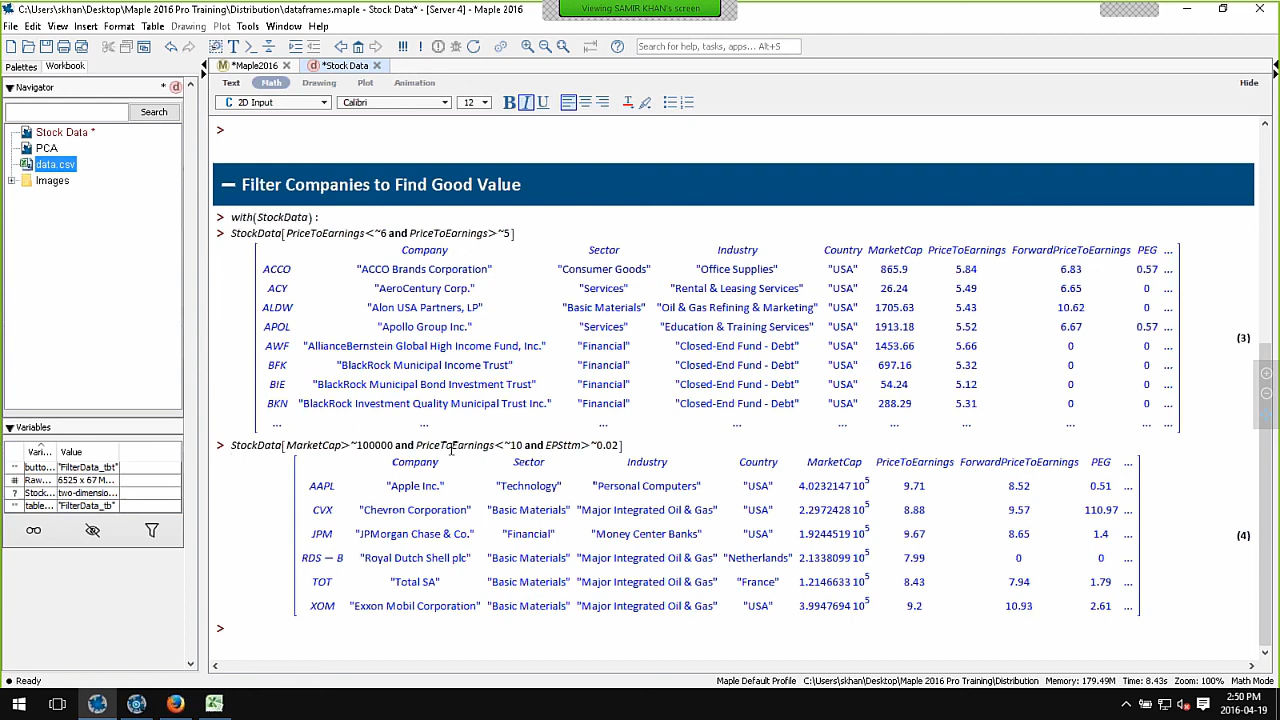 Viewing SAMIR KHAN's screen
C:\Users\skhan\Desktop\Maple 2016 Pro Training\Distribution\dataframes.maple - Stock Data* - [Server 4] - Maple 2016
File Edit View Insert Format Table Drawing Plot Tools Window Help
Search for help, tasks, apps... Alt+S
Palettes Workbook *Maple2016 *Stock Data
Text Math Drawing Plot Animation Hide
Navigator * d
C 2D Input Calibri 12 B I U
Search
Stock Data *
PCA
data.csv
Images
>
Filter Companies to Find Good Value
> with(StockData) :
> StockData[PriceToEarnings<~6 and PriceToEarnings>~5]
Company Sector Industry Country MarketCap PriceToEarnings ForwardPriceToEarnings PEG ...
ACCO "ACCO Brands Corporation" "Consumer Goods" "Office Supplies" "USA" 865.9 5.84 6.83 0.57 ...
ACY "AeroCentury Corp." "Services" "Rental & Leasing Services" "USA" 26.24 5.49 6.65 0 ...
ALDW "Alon USA Partners, LP" "Basic Materials" "Oil & Gas Refining & Marketing" "USA" 1705.63 5.43 10.62 0 ...
APOL "Apollo Group Inc." "Services" "Education & Training Services" "USA" 1913.18 5.52 6.67 0.57 ...
AWF "AllianceBernstein Global High Income Fund, Inc." "Financial" "Closed-End Fund - Debt" "USA" 1453.66 5.66 0 0 ...
BFK "BlackRock Municipal Income Trust" "Financial" "Closed-End Fund - Debt" "USA" 697.16 5.32 0 0 ...
BIE "BlackRock Municipal Bond Investment Trust" "Financial" "Closed-End Fund - Debt" "USA" 54.24 5.12 0 0 ...
BKN "BlackRock Investment Quality Municipal Trust Inc." "Financial" "Closed-End Fund - Debt" "USA" 288.29 5.31 0 0 ...
... ... ... ... ... ... ... ... ... ...
(3)
> StockData[MarketCap>~100000 and PriceToEarnings<~10 and EPSttm>~0.02]
Company Sector Industry Country MarketCap PriceToEarnings ForwardPriceToEarnings PEG ...
AAPL "Apple Inc." "Technology" "Personal Computers" "USA" 4.0232147 10⁵ 9.71 8.52 0.51 ...
CVX "Chevron Corporation" "Basic Materials" "Major Integrated Oil & Gas" "USA" 2.2972428 10⁵ 8.88 9.57 110.97 ...
JPM "JPMorgan Chase & Co." "Financial" "Money Center Banks" "USA" 1.9244519 10⁵ 9.67 8.65 1.4 ...
RDS − B "Royal Dutch Shell plc" "Basic Materials" "Major Integrated Oil & Gas" "Netherlands" 2.1338099 10⁵ 7.99 0 0 ...
TOT "Total SA" "Basic Materials" "Major Integrated Oil & Gas" "France" 1.2146633 10⁵ 8.43 7.94 1.79 ...
XOM "Exxon Mobil Corporation" "Basic Materials" "Major Integrated Oil & Gas" "USA" 3.9947694 10⁵ 9.2 10.93 2.61 ...
(4)
>
Variables
Vari... Value
butto... "FilterData_tbt"
Raw... 6525 x 67 M...
Stock... two-dimensio...
table... "FilterData_tb"
Ready
Maple Default Profile C:\Users\skhan\Desktop\Maple 2016 Pro Training\Distribution Memory: 179.49M Time: 8.43s Zoom: 100% Math Mode
2:50 PM
2016-04-19